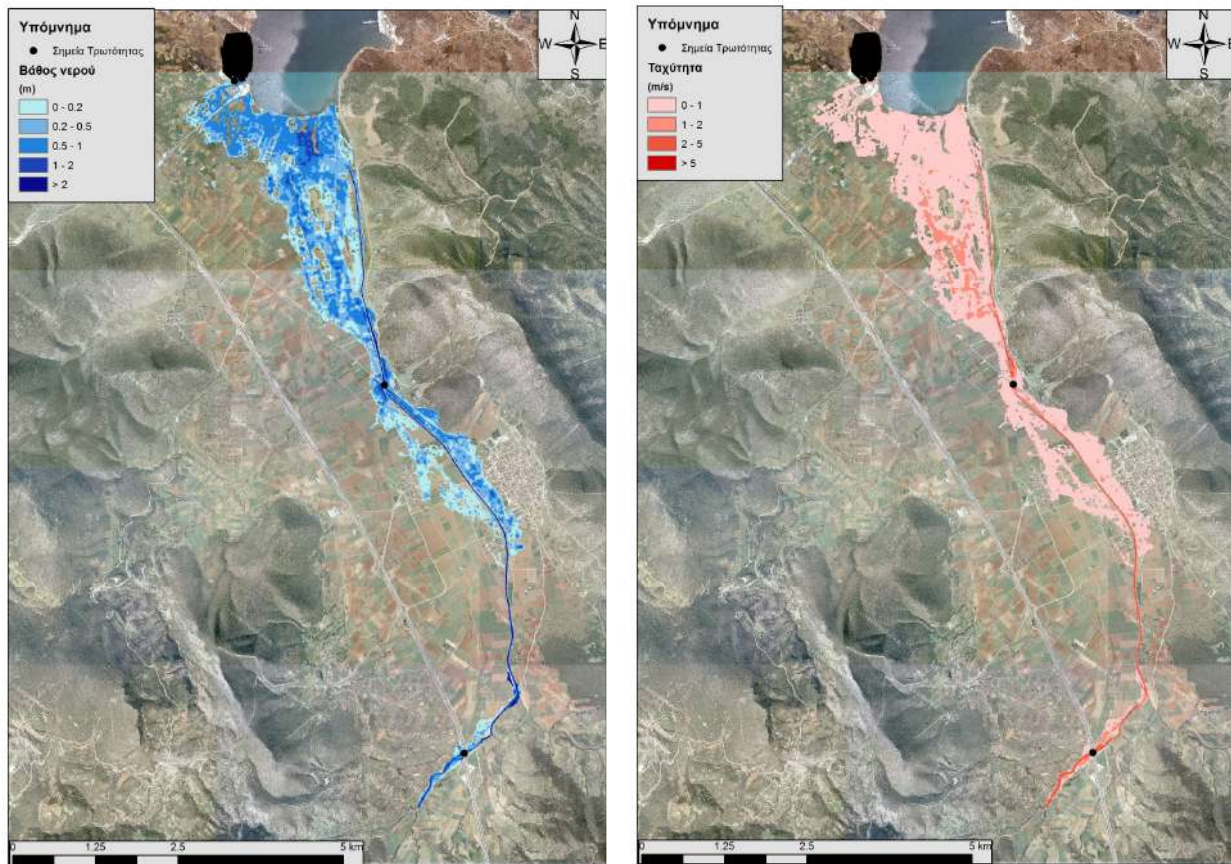 Υπόμνημα
● Σημεία Τρωτότητας
Βάθος νερού
(m)
0 - 0.2
0.2 - 0.5
0.5 - 1
1 - 2
> 2
N
W E
S
0 1.25 2.5 5 km
Υπόμνημα
● Σημεία Τρωτότητας
Ταχύτητα
(m/s)
0 - 1
1 - 2
2 - 5
> 5
N
W E
S
0 1.25 2.5 5 km